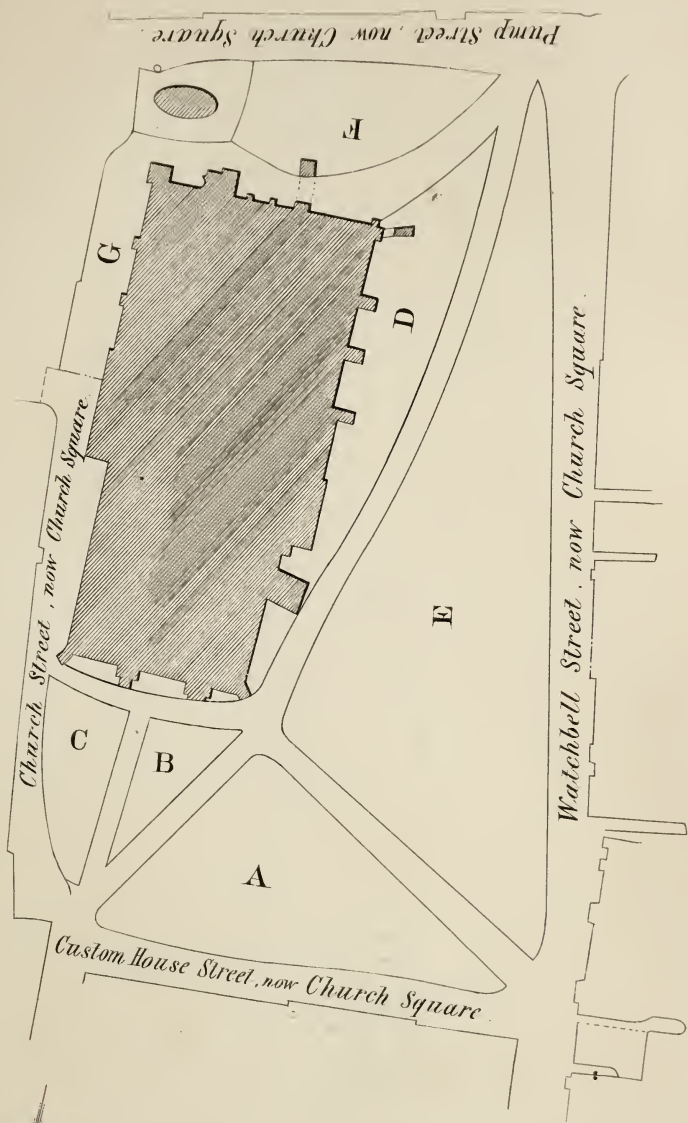 Pump Street, now Church Square.
F
G
D
Church Street, now Church Square.
Watchbell Street, now Church Square.
E
C
B
A
Custom House Street, now Church Square.